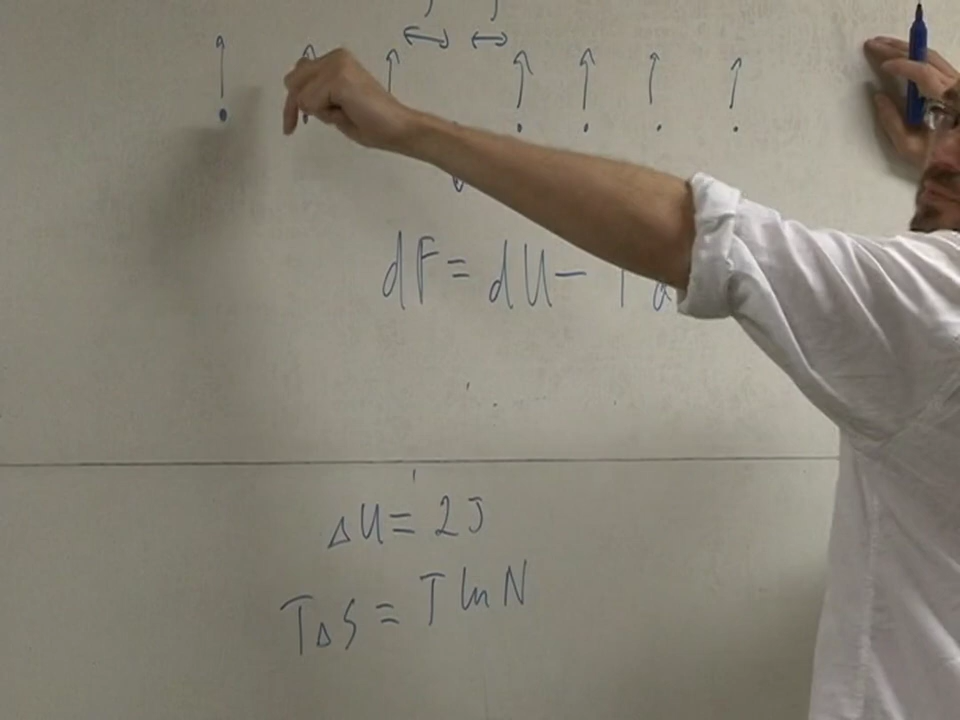 dF = dU - T d
ΔU = 2J
TΔS = T ln N